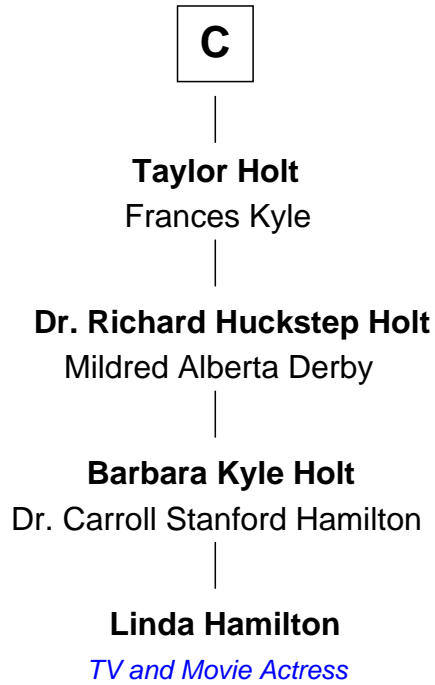 C
Taylor Holt
Frances Kyle
Dr. Richard Huckstep Holt
Mildred Alberta Derby
Barbara Kyle Holt
Dr. Carroll Stanford Hamilton
Linda Hamilton
TV and Movie Actress